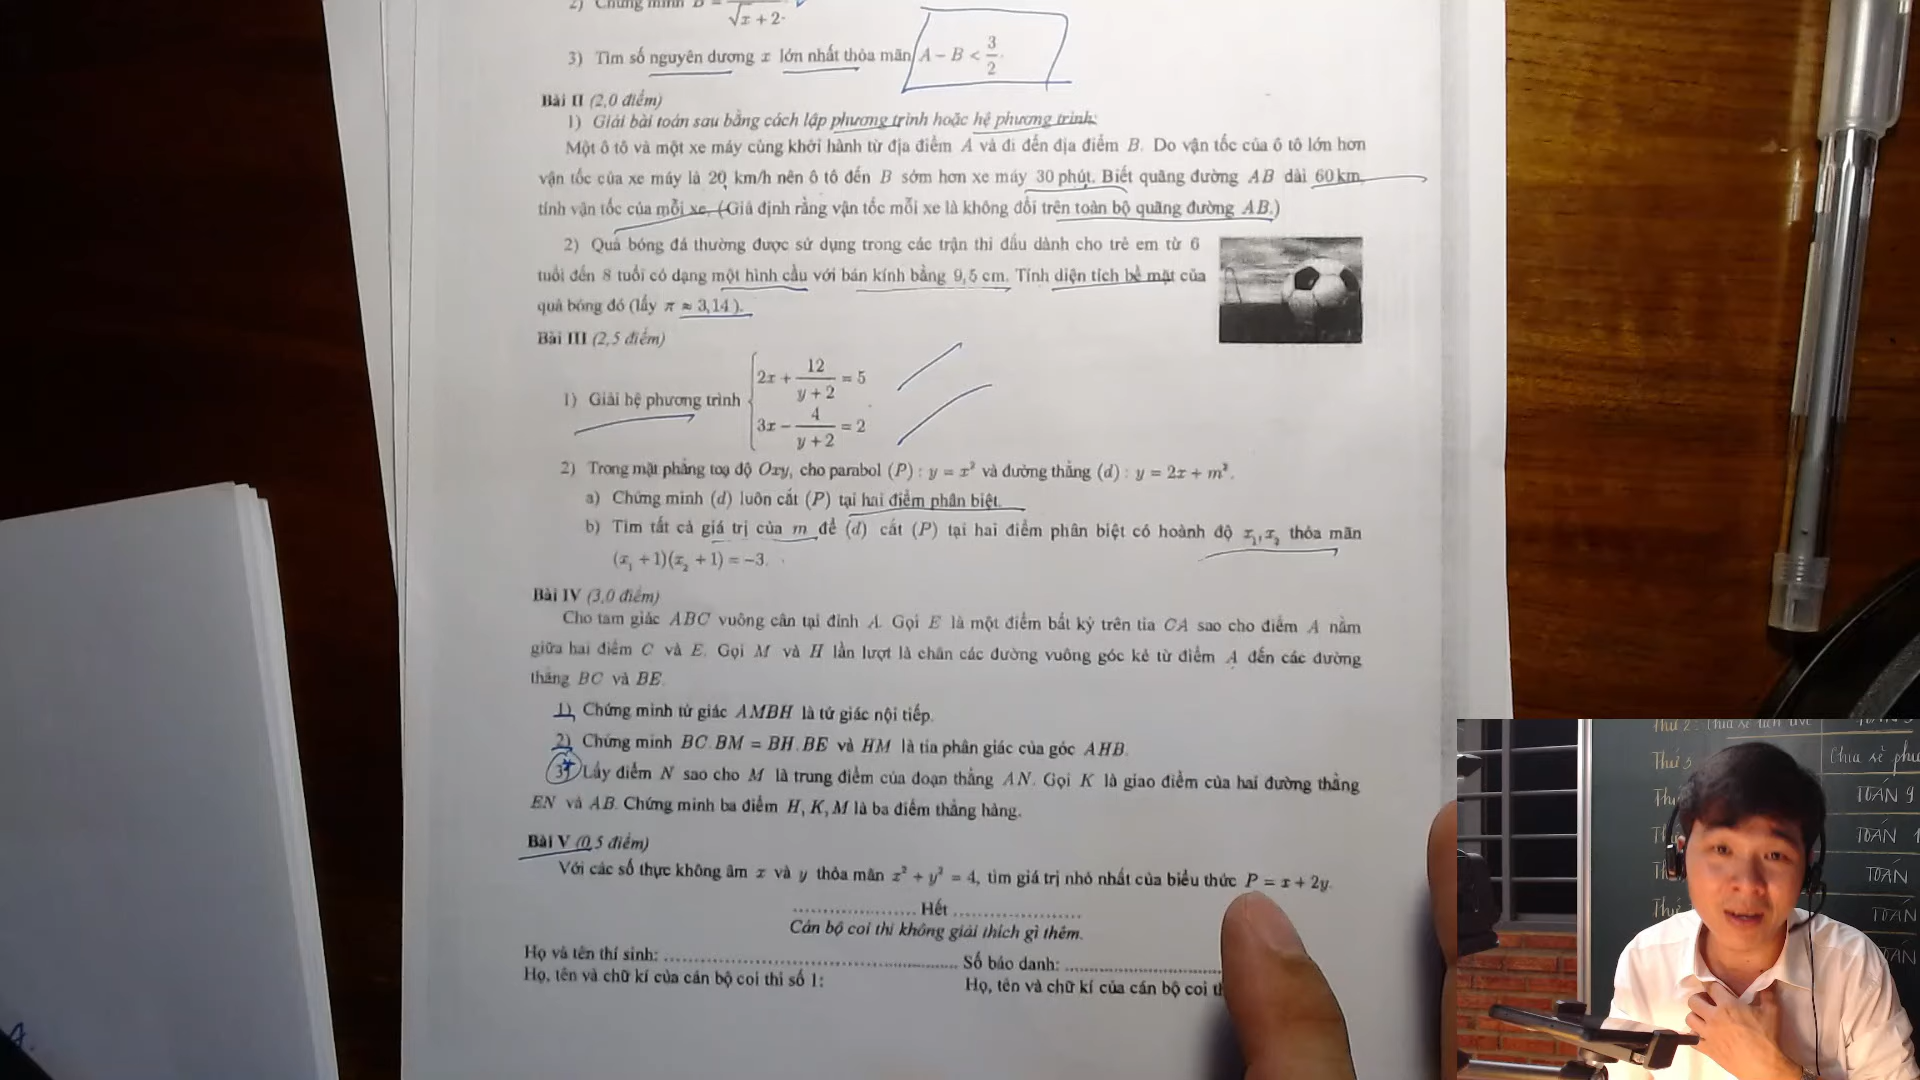 2) Chứng minh B = 
√x + 2.
3) Tìm số nguyên dương x lớn nhất thỏa mãn A − B < 3/2.
Bài II (2,0 điểm)
1) Giải bài toán sau bằng cách lập phương trình hoặc hệ phương trình:
Một ô tô và một xe máy cùng khởi hành từ địa điểm A và đi đến địa điểm B. Do vận tốc của ô tô lớn hơn
vận tốc của xe máy là 20 km/h nên ô tô đến B sớm hơn xe máy 30 phút. Biết quãng đường AB dài 60 km,
tính vận tốc của mỗi xe. (Giả định rằng vận tốc mỗi xe là không đổi trên toàn bộ quãng đường AB.)
2) Quả bóng đá thường được sử dụng trong các trận thi đấu dành cho trẻ em từ 6
tuổi đến 8 tuổi có dạng một hình cầu với bán kính bằng 9,5 cm. Tính diện tích bề mặt của
quả bóng đó (lấy π ≈ 3,14).
Bài III (2,5 điểm)
2x + 12/(y + 2) = 5
1) Giải hệ phương trình
3x − 4/(y + 2) = 2
2) Trong mặt phẳng toạ độ Oxy, cho parabol (P) : y = x² và đường thẳng (d) : y = 2x + m².
a) Chứng minh (d) luôn cắt (P) tại hai điểm phân biệt.
b) Tìm tất cả giá trị của m để (d) cắt (P) tại hai điểm phân biệt có hoành độ x₁, x₂ thỏa mãn
(x₁ + 1)(x₂ + 1) = −3.
Bài IV (3,0 điểm)
Cho tam giác ABC vuông cân tại đỉnh A. Gọi E là một điểm bất kỳ trên tia CA sao cho điểm A nằm
giữa hai điểm C và E. Gọi M và H lần lượt là chân các đường vuông góc kẻ từ điểm A đến các đường
thẳng BC và BE.
1) Chứng minh tứ giác AMBH là tứ giác nội tiếp.
2) Chứng minh BC.BM = BH.BE và HM là tia phân giác của góc AHB.
3) Lấy điểm N sao cho M là trung điểm của đoạn thẳng AN. Gọi K là giao điểm của hai đường thẳng
EN và AB. Chứng minh ba điểm H, K, M là ba điểm thẳng hàng.
Bài V (0,5 điểm)
Với các số thực không âm x và y thỏa mãn x² + y² = 4, tìm giá trị nhỏ nhất của biểu thức P = x + 2y.
.................... Hết ....................
Cán bộ coi thi không giải thích gì thêm.
Họ và tên thí sinh: .................... Số báo danh: ....................
Họ, tên và chữ kí của cán bộ coi thi số 1: Họ, tên và chữ kí của cán bộ coi
Thứ 5
Chia sẻ
TOÁN 9
TOÁN 1
TOÁN
TOÁN
TOÁN